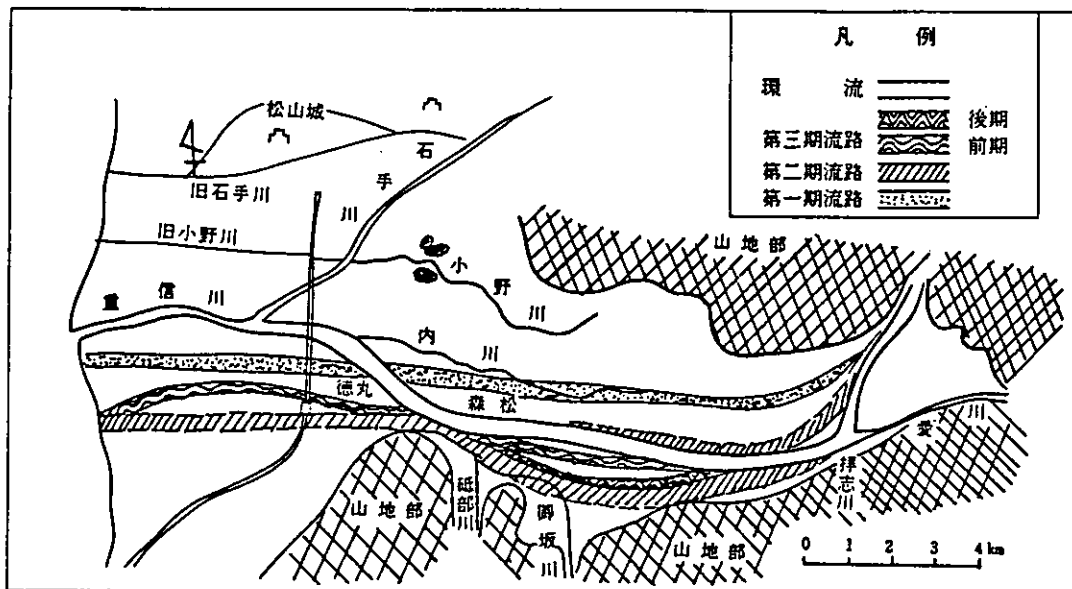 凡 例
環 流
後期
第三期流路 前期
第二期流路
第一期流路
松山城
石手川
旧石手川
旧小野川
山地部
小野川
重信川
内川
徳丸
森松
愛川
拝志川
砥部川
山地部
御坂川
山地部
0 1 2 3 4km